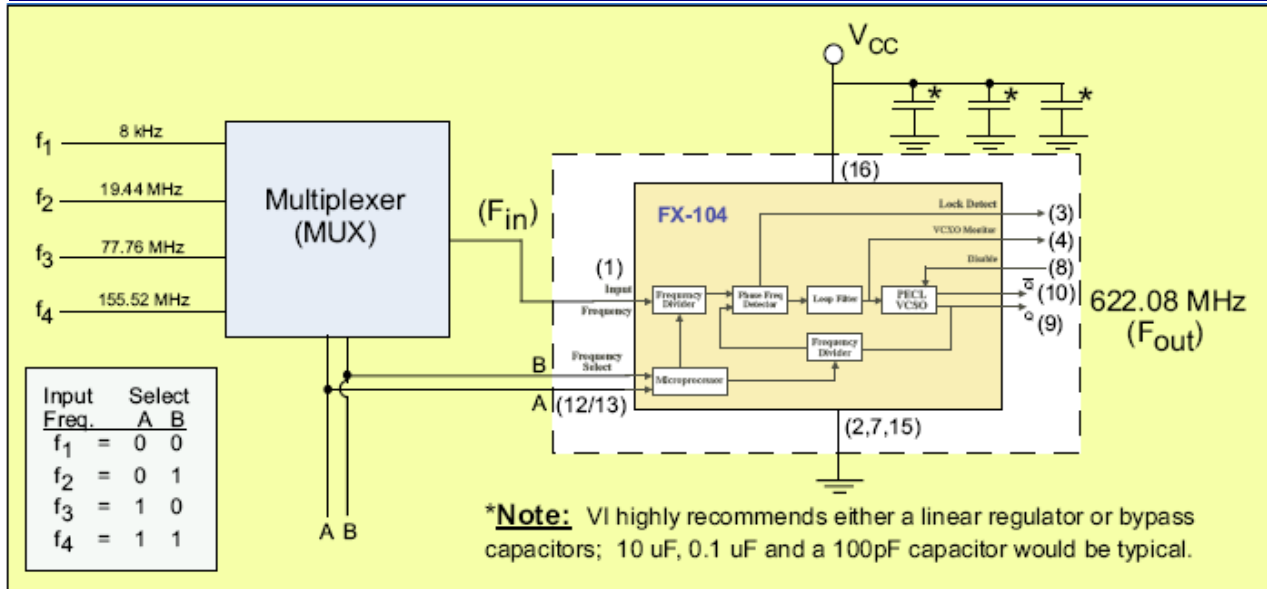 V_CC
*
*
*
f1
8 kHz
f2
19.44 MHz
f3
77.76 MHz
f4
155.52 MHz
Multiplexer
(MUX)
(Fin)
(16)
FX-104
Lock Detect
(3)
VCXO Monitor
(4)
Disable
(8)
(1)
Input
Frequency
Frequency
Divider
Phase Freq
Detector
Loop Filter
PECL
VCSO
Q
(10)
Q
(9)
622.08 MHz
(Fout)
Frequency
Divider
B
Frequency
Select
A
(12/13)
Microprocessor
(2,7,15)
Input Select
Freq. A B
f1 = 0 0
f2 = 0 1
f3 = 1 0
f4 = 1 1
A B
*Note: VI highly recommends either a linear regulator or bypass
capacitors; 10 uF, 0.1 uF and a 100pF capacitor would be typical.